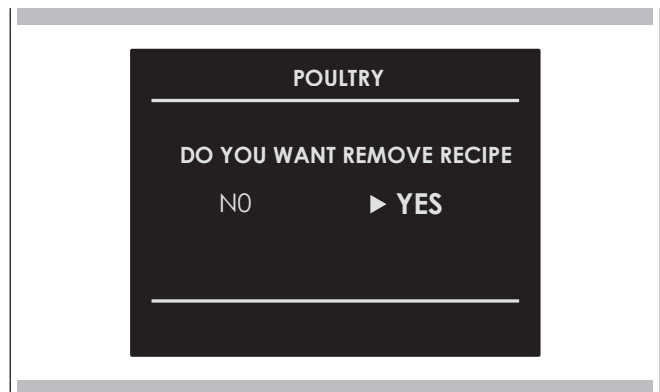 POULTRY
DO YOU WANT REMOVE RECIPE
N0 ▶ YES